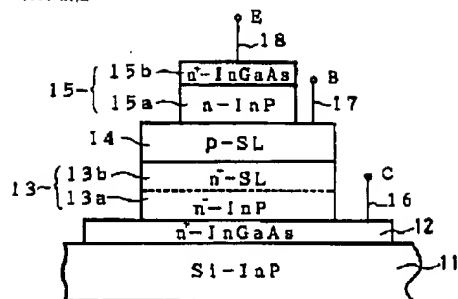 E
18
15b n⁺-InGaAs
15 B
15a n-InP 17
14 p-SL
13b n⁻-SL C
13
13a n⁻-InP 16
n⁺-InGaAs 12
Si-InP 11